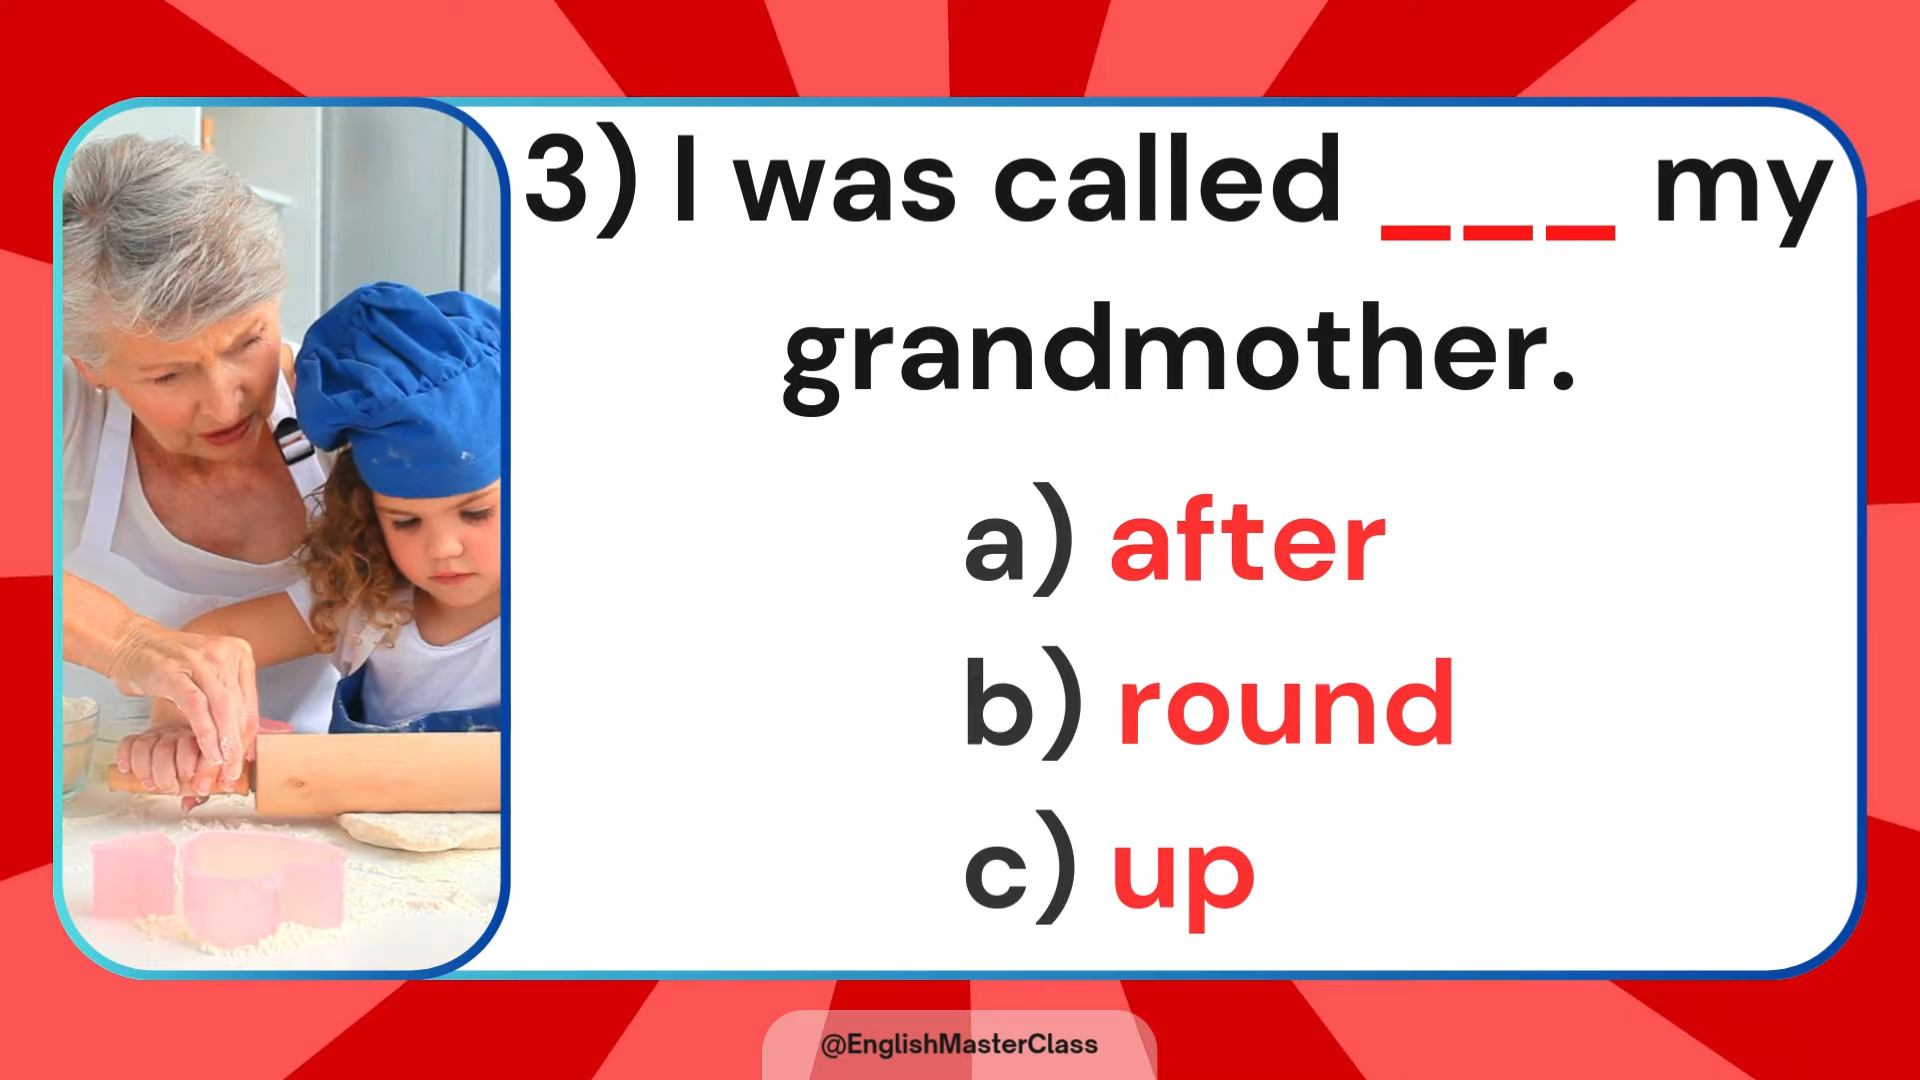 3) I was called ___ my
grandmother.
a) after
b) round
c) up
@EnglishMasterClass